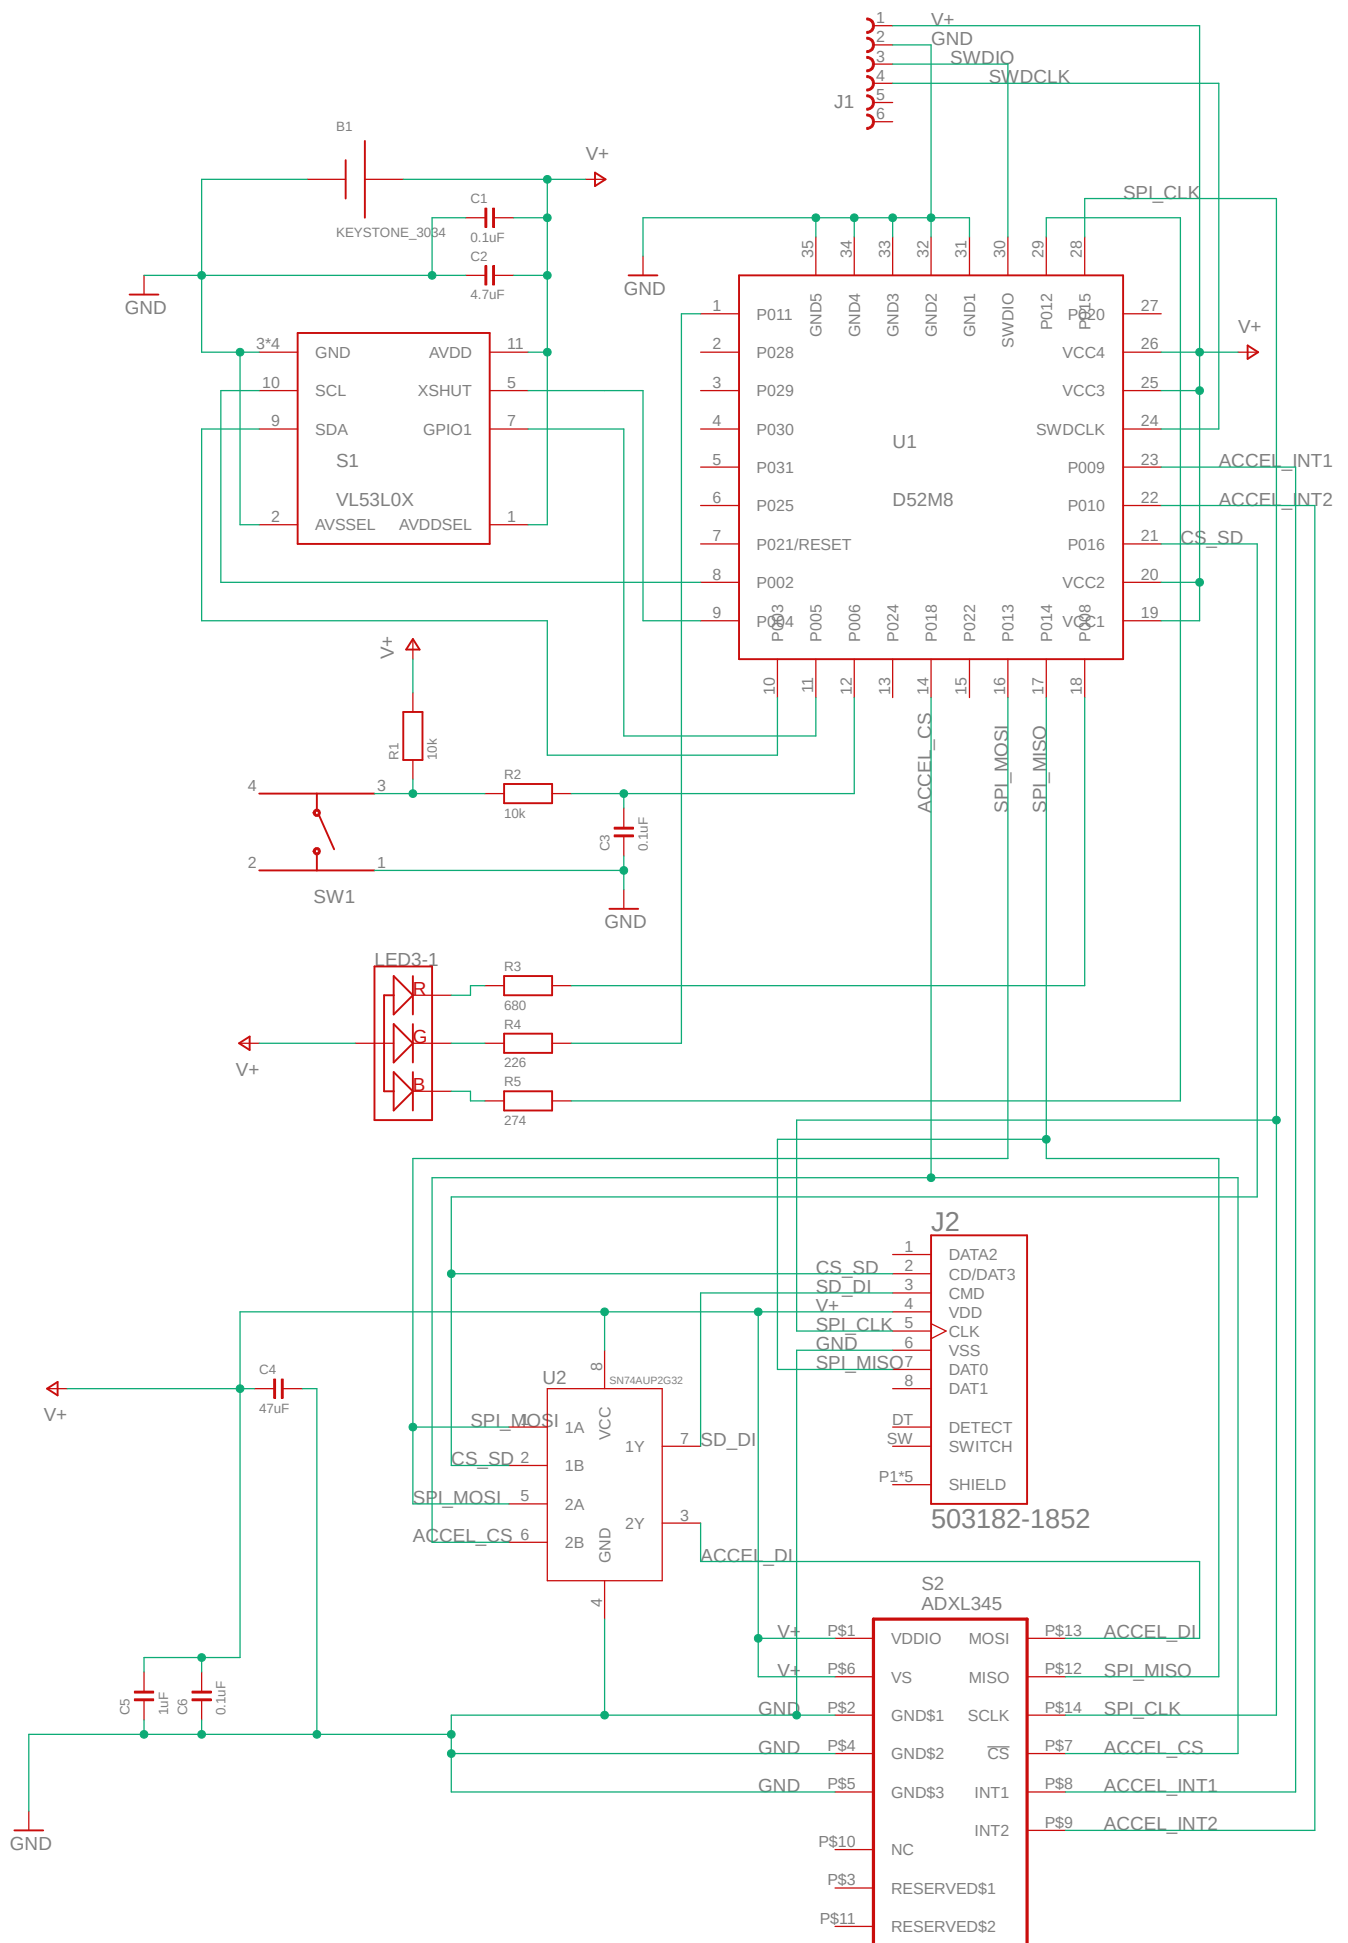 1 V+
2 GND
3 SWDIO
4 SWDCLK
5
6
J1
B1
V+
KEYSTONE_3034
C1
0.1uF
C2
4.7uF
GND
3*4 GND AVDD 11
10 SCL XSHUT 5
9 SDA GPIO1 7
S1
VL53L0X
2 AVSSEL AVDDSEL 1
SPI_CLK
GND
35 34 33 32 31 30 29 28
GND5 GND4 GND3 GND2 GND1 SWDIO P012 P015
1 P011 P020 27
2 P028 VCC4 26 V+
3 P029 VCC3 25
4 P030 SWDCLK 24
5 P031 P009 23 ACCEL_INT1
6 P025 P010 22 ACCEL_INT2
7 P021/RESET P016 21 CS_SD
8 P002 VCC2 20
9 P004 VCC1 19
U1
D52M8
P003 P005 P006 P024 P018 P022 P013 P014 P008
10 11 12 13 14 15 16 17 18
ACCEL_CS SPI_MOSI SPI_MISO
V+
R1
10k
4 3
R2
10k
C3
0.1uF
2 1
SW1
GND
LED3-1
R
G
B
V+
R3
680
R4
226
R5
274
J2
1 DATA2
CS_SD 2 CD/DAT3
SD_DI 3 CMD
V+ 4 VDD
SPI_CLK 5 CLK
GND 6 VSS
SPI_MISO 7 DAT0
8 DAT1
DT DETECT
SW SWITCH
P1*5 SHIELD
503182-1852
V+
C4
47uF
U2
8
SN74AUP2G32
VCC
SPI_MOSI 1 1A
CS_SD 2 1B
SPI_MOSI 5 2A
ACCEL_CS 6 2B
1Y 7 SD_DI
2Y 3
ACCEL_DI
GND
4
C5
1uF
C6
0.1uF
GND
S2
ADXL345
V+ P$1 VDDIO MOSI P$13 ACCEL_DI
V+ P$6 VS MISO P$12 SPI_MISO
GND P$2 GND$1 SCLK P$14 SPI_CLK
GND P$4 GND$2 CS P$7 ACCEL_CS
GND P$5 GND$3 INT1 P$8 ACCEL_INT1
INT2 P$9 ACCEL_INT2
P$10 NC
P$3 RESERVED$1
P$11 RESERVED$2